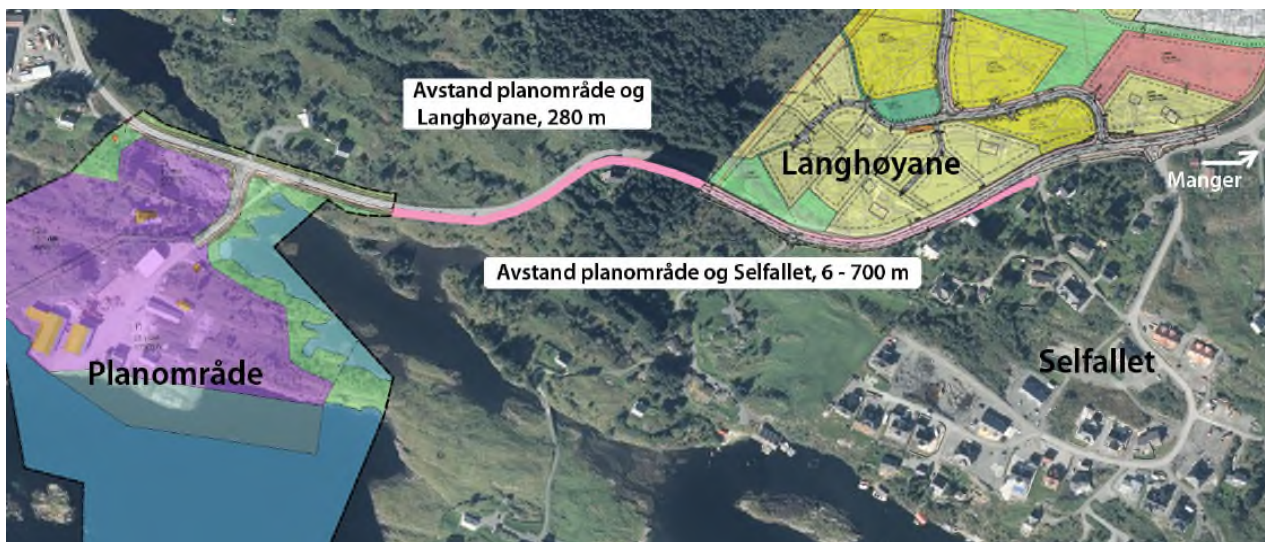 Avstand planområde og
Langhøyane, 280 m
Langhøyane
Manger
Avstand planområde og Selfallet, 6 - 700 m
Planområde
Selfallet